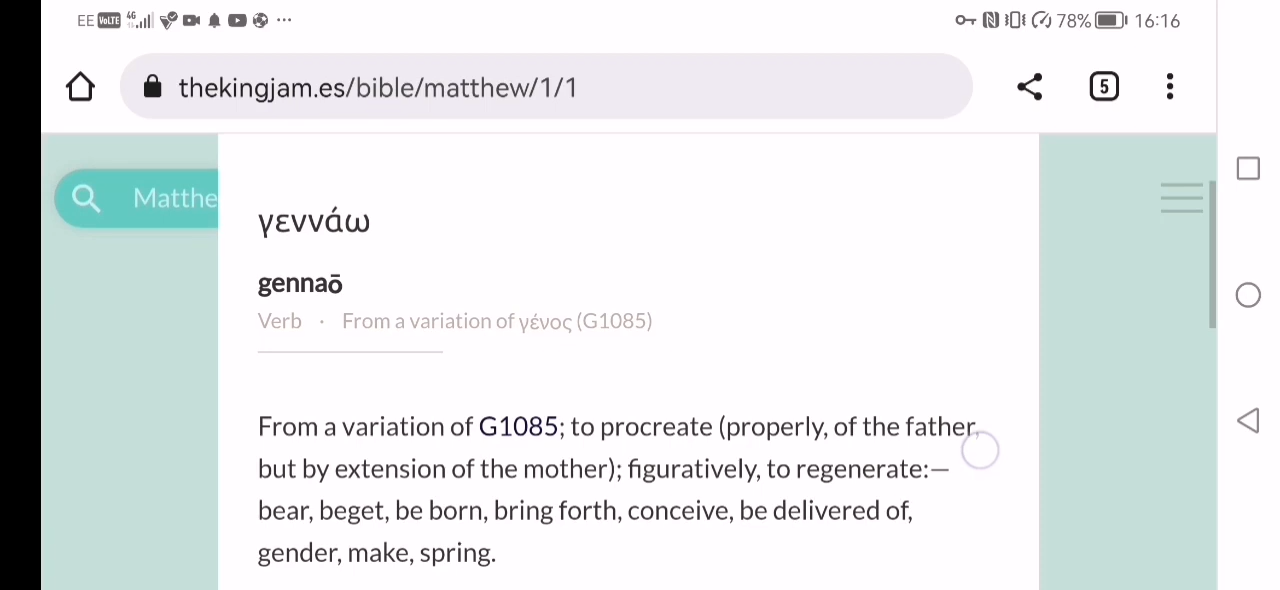 EE VoLTE 4G 78% 16:16
thekingjam.es/bible/matthew/1/1 5
Matthe
γεννάω
gennaō
Verb · From a variation of γένος (G1085)
From a variation of G1085; to procreate (properly, of the father,
but by extension of the mother); figuratively, to regenerate:—
bear, beget, be born, bring forth, conceive, be delivered of,
gender, make, spring.